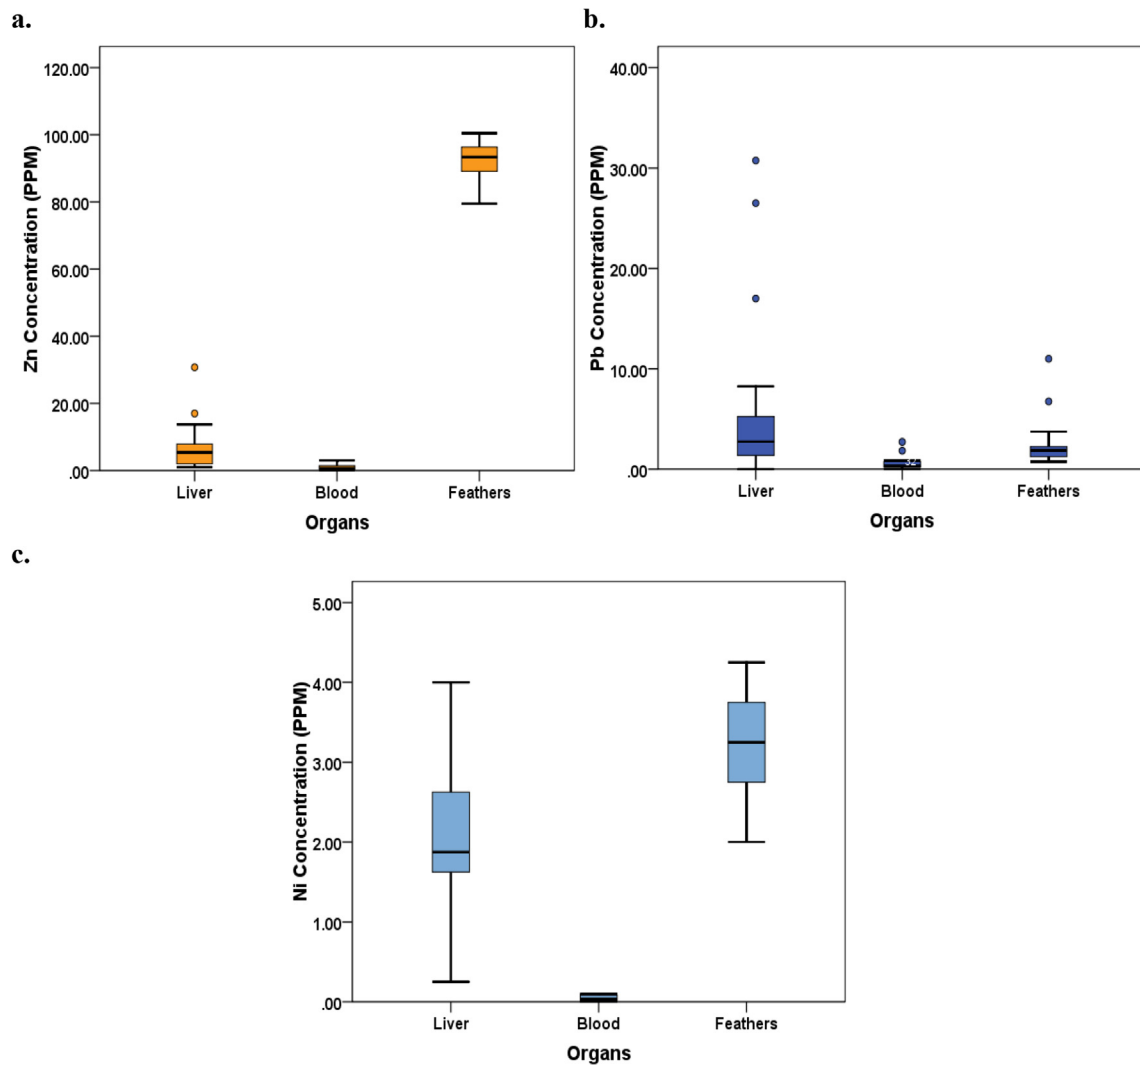 a.
Zn Concentration (PPM)
120.00
100.00
80.00
60.00
40.00
20.00
.00
Liver
Blood
Feathers
Organs
b.
Pb Concentration (PPM)
40.00
30.00
20.00
10.00
.00
Liver
Blood
Feathers
Organs
c.
Ni Concentration (PPM)
5.00
4.00
3.00
2.00
1.00
.00
Liver
Blood
Feathers
Organs